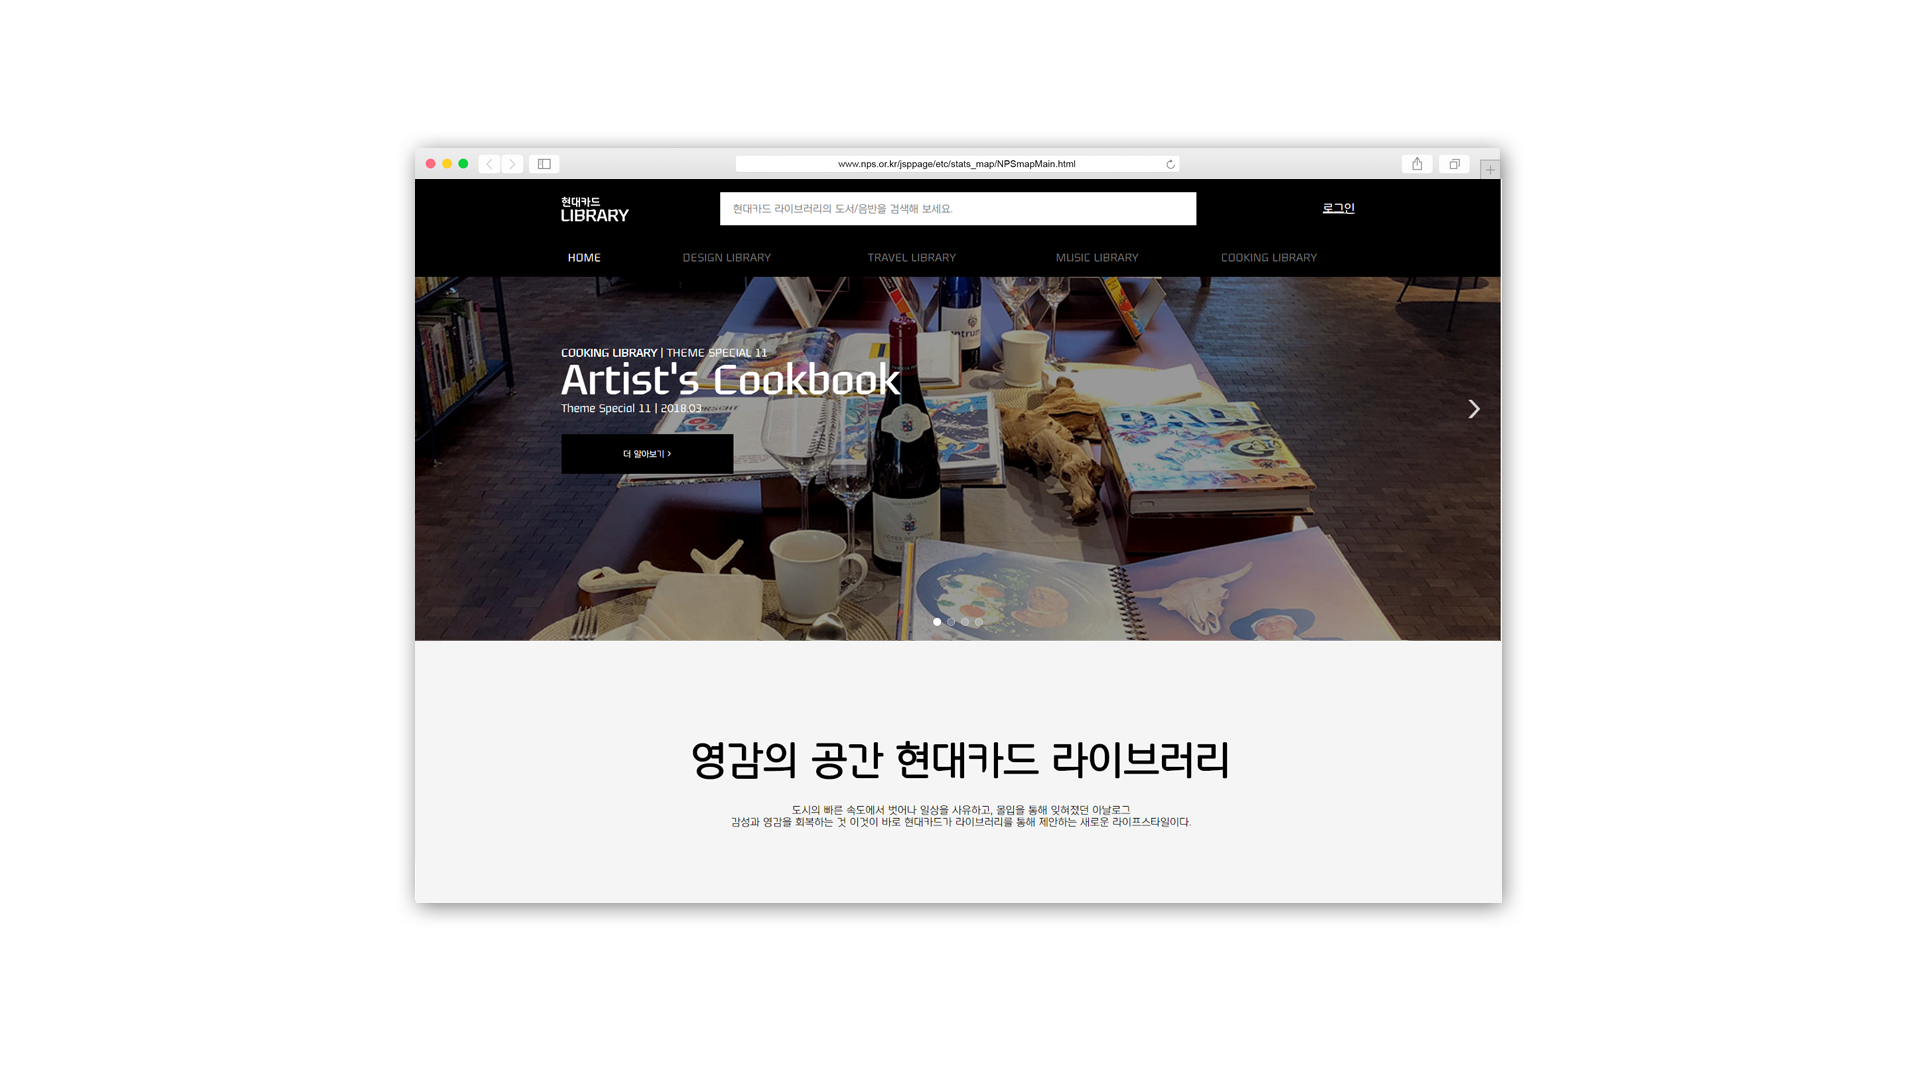 www.nps.or.kr/jsppage/etc/stats_map/NPSmapMain.html
현대카드
LIBRARY
현대카드 라이브러리의 도서/음반을 검색해 보세요.
로그인
HOME
DESIGN LIBRARY
TRAVEL LIBRARY
MUSIC LIBRARY
COOKING LIBRARY
COOKING LIBRARY | THEME SPECIAL 11
Artist's Cookbook
Theme Special 11 | 2018.03
더 알아보기 >
영감의 공간 현대카드 라이브러리
도시의 빠른 속도에서 벗어나 일상을 사유하고, 몰입을 통해 잊혀졌던 아날로그
감성과 영감을 회복하는 것 이것이 바로 현대카드가 라이브러리를 통해 제안하는 새로운 라이프스타일이다.